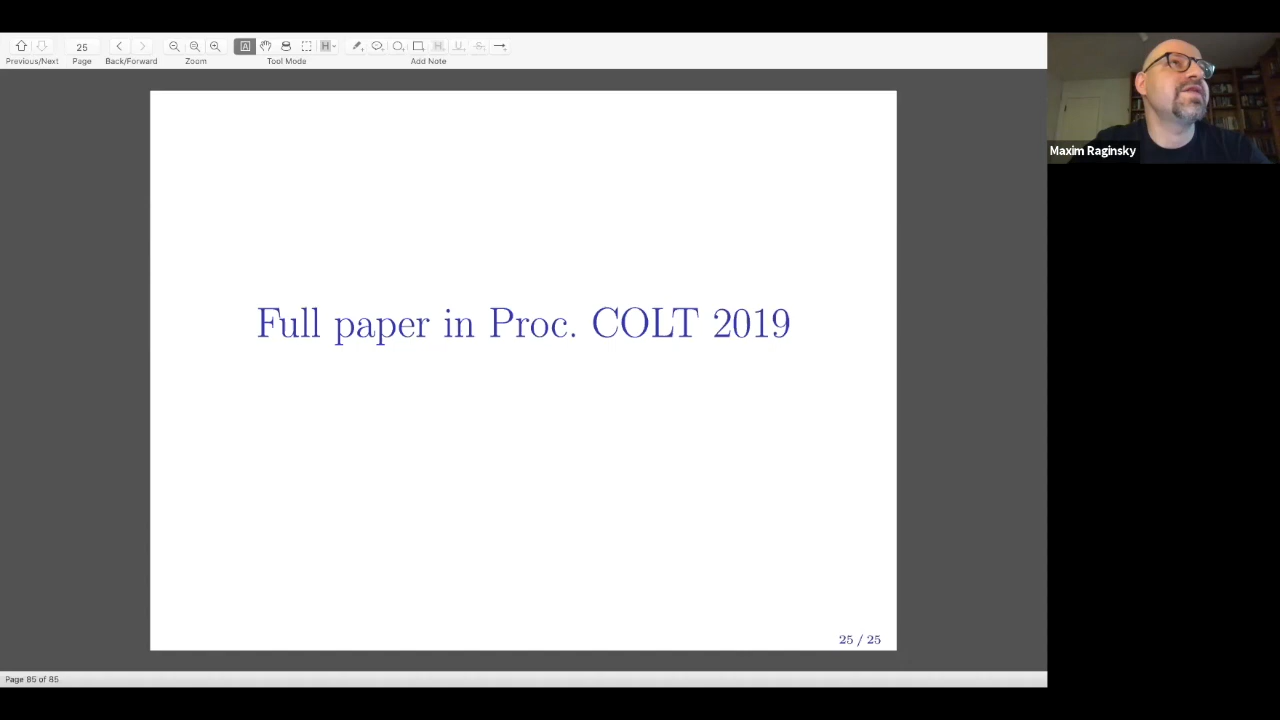 25
Previous/Next
Page
Back/Forward
Zoom
Tool Mode
Add Note
Maxim Raginsky
Full paper in Proc. COLT 2019
25 / 25
Page 85 of 85